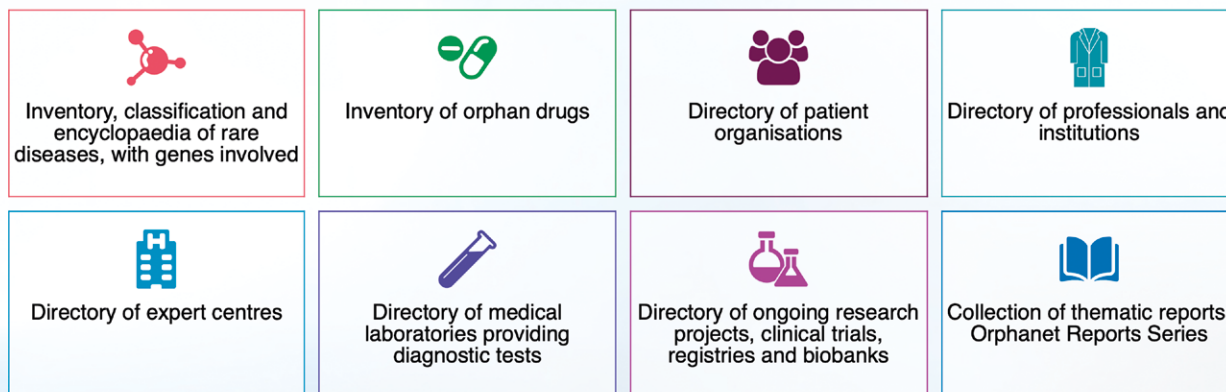 Inventory, classification and
encyclopaedia of rare
diseases, with genes involved
Inventory of orphan drugs
Directory of patient
organisations
Directory of professionals and
institutions
H
Directory of expert centres
Directory of medical
laboratories providing
diagnostic tests
Directory of ongoing research
projects, clinical trials,
registries and biobanks
Collection of thematic reports
Orphanet Reports Series